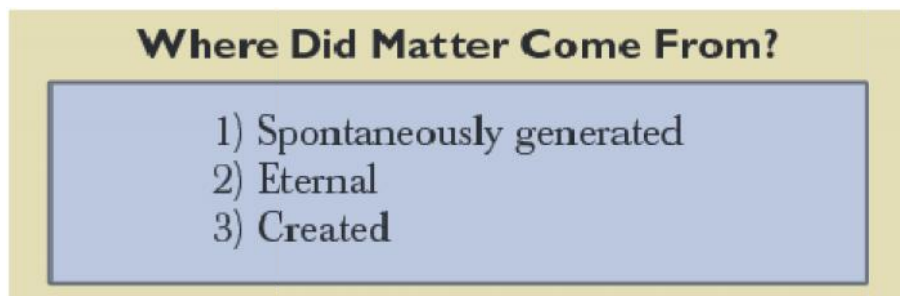 Where Did Matter Come From?
1) Spontaneously generated
2) Eternal
3) Created